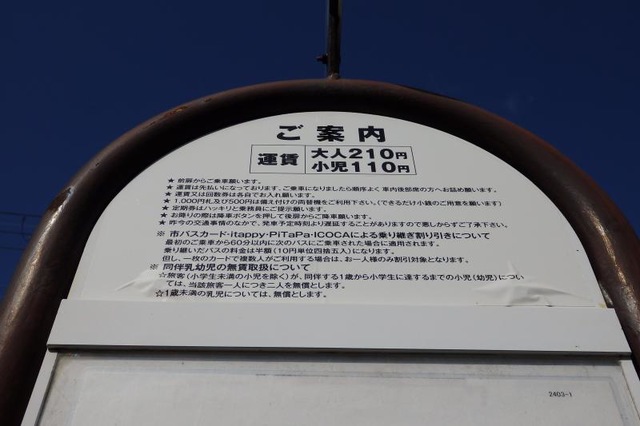 ご案内
運賃 大人210円
小児110円
★ 前扉からご乗車願います。
★ 運賃は先払いになっております。ご乗車になりましたら順序よく車内後部席の方へお詰め願います。
★ 運賃又は回数券は各自でお入れ願います。
★ 1,000円札及び500円は備え付けの両替機をご利用下さい。(できるだけ小銭のご用意を願います)
★ 定期券はハッキリと乗務員にご提示願います。
★ お降りの際は降車ボタンを押して後扉からご降車願います。
★ 昨今の交通事情のなかで、発車予定時刻より遅延することがありますので悪しからずご了承下さい。
※ 市バスカード・itappy・PiTaPa・ICOCAによる乗り継ぎ割り引きについて
最初のご乗車から60分以内に次のバスにご乗車された場合に適用されます。
乗り継いだバスの料金は半額(10円単位四捨五入)になります。
但し、一枚のカードで複数人がご利用する場合は、お一人様のみ割引対象となります。
※ 同伴乳幼児の無賃取扱について
☆旅客(小学生未満の小児を除く)が、同伴する1歳から小学生に達するまでの小児(幼児)につい
ては、当該旅客一人につき二人を無償とします。
☆1歳未満の乳児については、無償とします。
2403-1